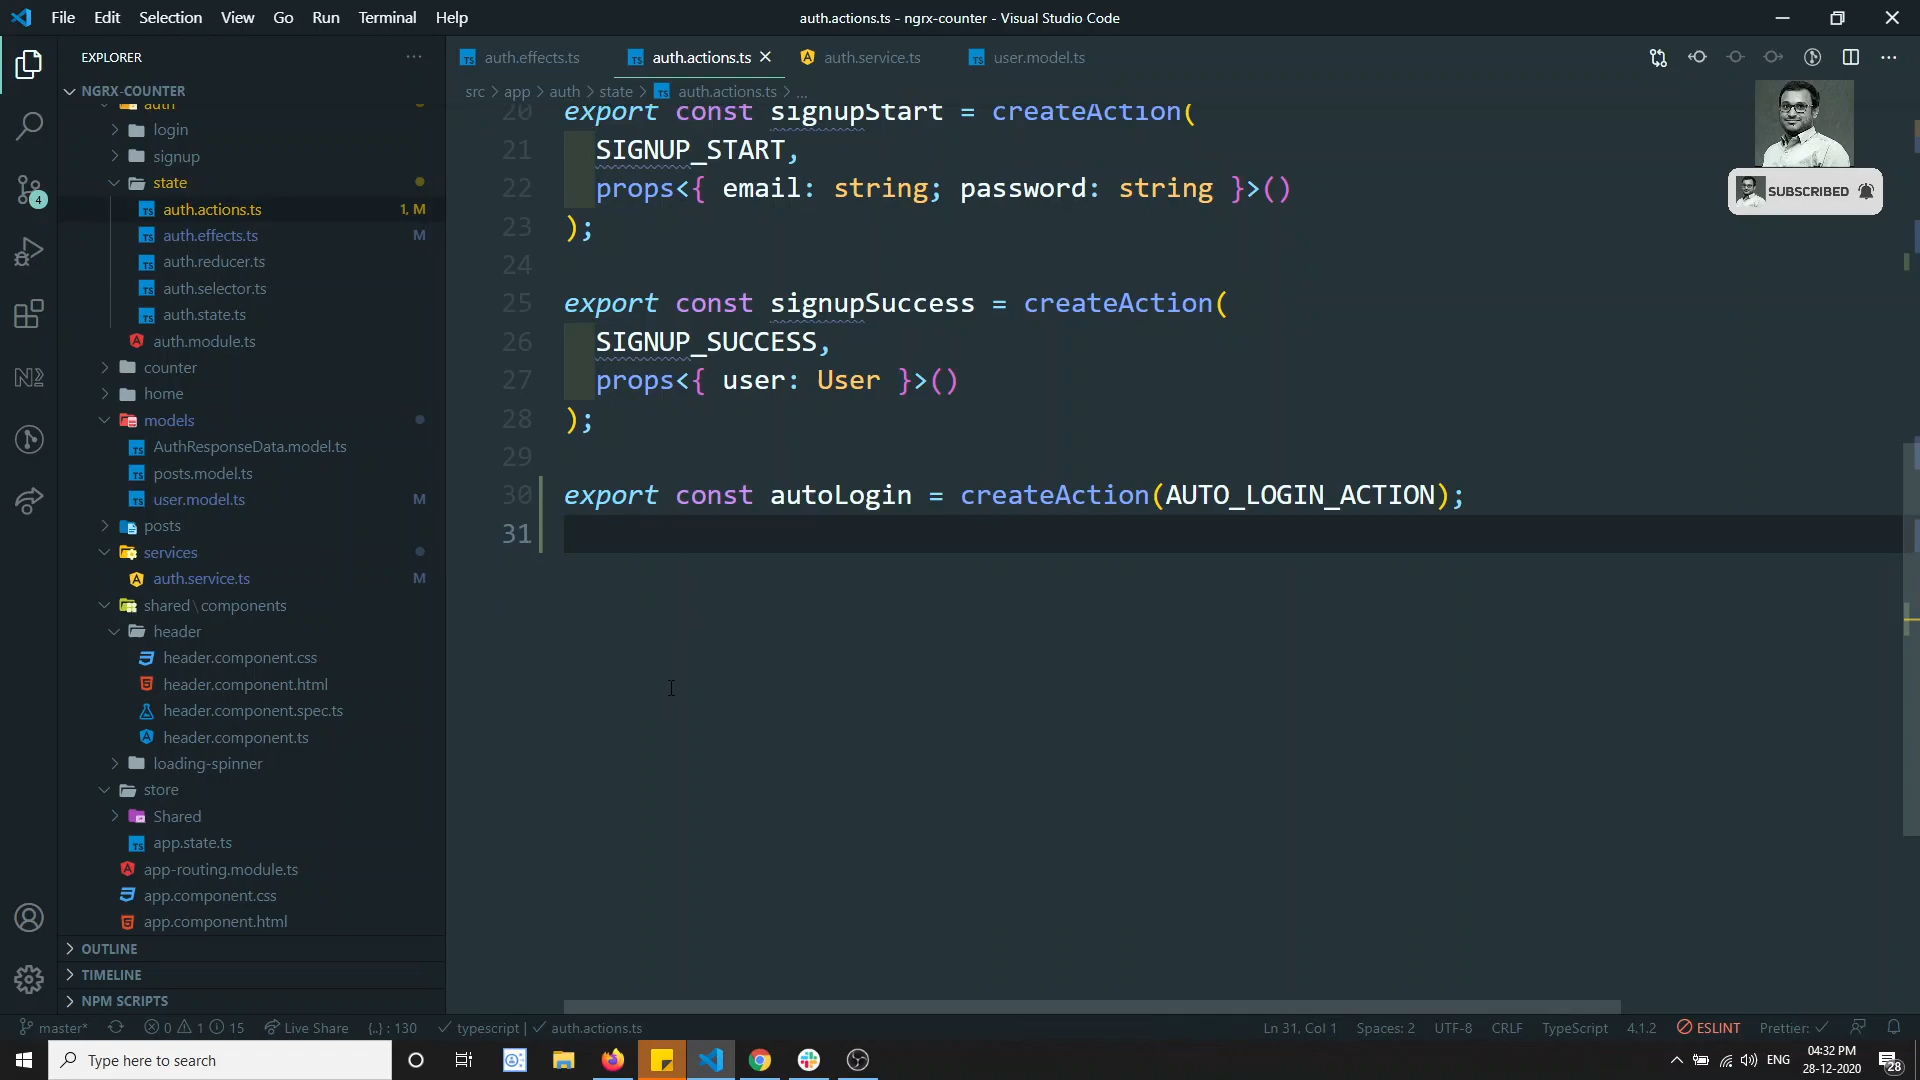 File Edit Selection View Go Run Terminal Help
auth.actions.ts - ngrx-counter - Visual Studio Code
EXPLORER
NGRX-COUNTER
auth
login
signup
state
auth.actions.ts 1, M
auth.effects.ts M
auth.reducer.ts
auth.selector.ts
auth.state.ts
auth.module.ts
counter
home
models
AuthResponseData.model.ts
posts.model.ts
user.model.ts M
posts
services
auth.service.ts M
shared \ components
header
header.component.css
header.component.html
header.component.spec.ts
header.component.ts
loading-spinner
store
Shared
app.state.ts
app-routing.module.ts
app.component.css
app.component.html
OUTLINE
TIMELINE
NPM SCRIPTS
4
auth.effects.ts auth.actions.ts auth.service.ts user.model.ts
src > app > auth > state > auth.actions.ts > ...
20 export const signupStart = createAction(
21 SIGNUP_START,
22 props<{ email: string; password: string }>()
23 );
24
25 export const signupSuccess = createAction(
26 SIGNUP_SUCCESS,
27 props<{ user: User }>()
28 );
29
30 export const autoLogin = createAction(AUTO_LOGIN_ACTION);
31
SUBSCRIBED
master* 0 1 15 Live Share {..} : 130 typescript | auth.actions.ts
Ln 31, Col 1 Spaces: 2 UTF-8 CRLF TypeScript 4.1.2 ESLINT Prettier:
Type here to search
ENG
04:32 PM
28-12-2020
28